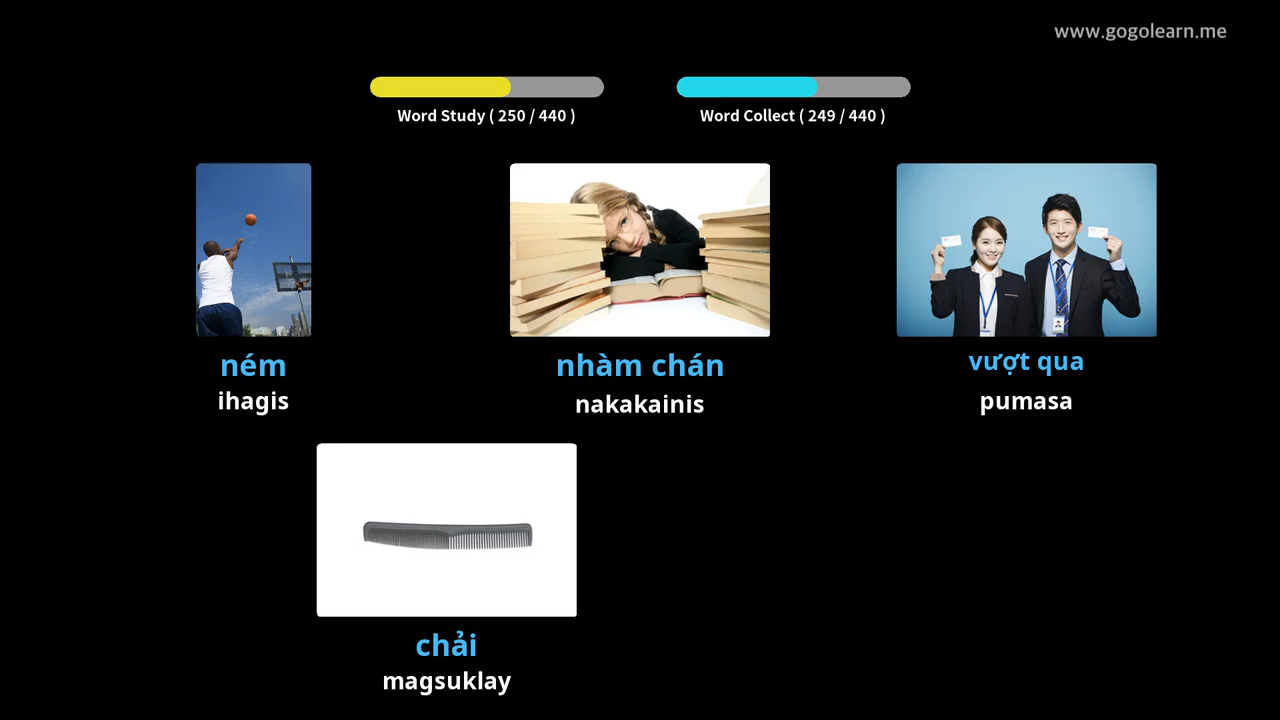 www.gogolearn.me
Word Study ( 250 / 440 )
Word Collect ( 249 / 440 )
ném
ihagis
nhàm chán
nakakainis
vượt qua
pumasa
chải
magsuklay